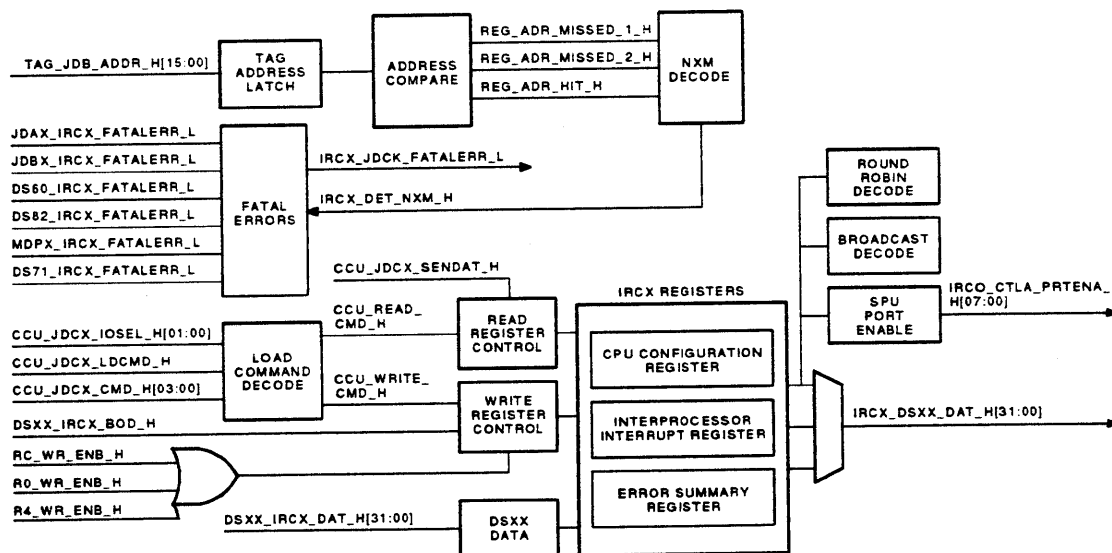 TAG_JDB_ADDR_H[15:00]
TAG
ADDRESS
LATCH
ADDRESS
COMPARE
REG_ADR_MISSED_1_H
REG_ADR_MISSED_2_H
REG_ADR_HIT_H
NXM
DECODE
JDAX_IRCX_FATALERR_L
JDBX_IRCX_FATALERR_L
DS60_IRCX_FATALERR_L
DS82_IRCX_FATALERR_L
MDPX_IRCX_FATALERR_L
DS71_IRCX_FATALERR_L
FATAL
ERRORS
IRCX_JDCK_FATALERR_L
IRCX_DET_NXM_H
ROUND
ROBIN
DECODE
BROADCAST
DECODE
SPU
PORT
ENABLE
IRCO_CTLA_PRTENA_
H[07:00]
CCU_JDCX_SENDAT_H
CCU_READ_
CMD_H
READ
REGISTER
CONTROL
CCU_JDCX_IOSEL_H[01:00]
CCU_JDCX_LDCMD_H
CCU_JDCX_CMD_H[03:00]
LOAD
COMMAND
DECODE
CCU_WRITE_
CMD_H
WRITE
REGISTER
CONTROL
DSXX_IRCX_BOD_H
RC_WR_ENB_H
R0_WR_ENB_H
R4_WR_ENB_H
DSXX_IRCX_DAT_H[31:00]
DSXX
DATA
IRCX REGISTERS
CPU CONFIGURATION
REGISTER
INTERPROCESSOR
INTERRUPT REGISTER
ERROR SUMMARY
REGISTER
IRCX_DSXX_DAT_H[31:00]